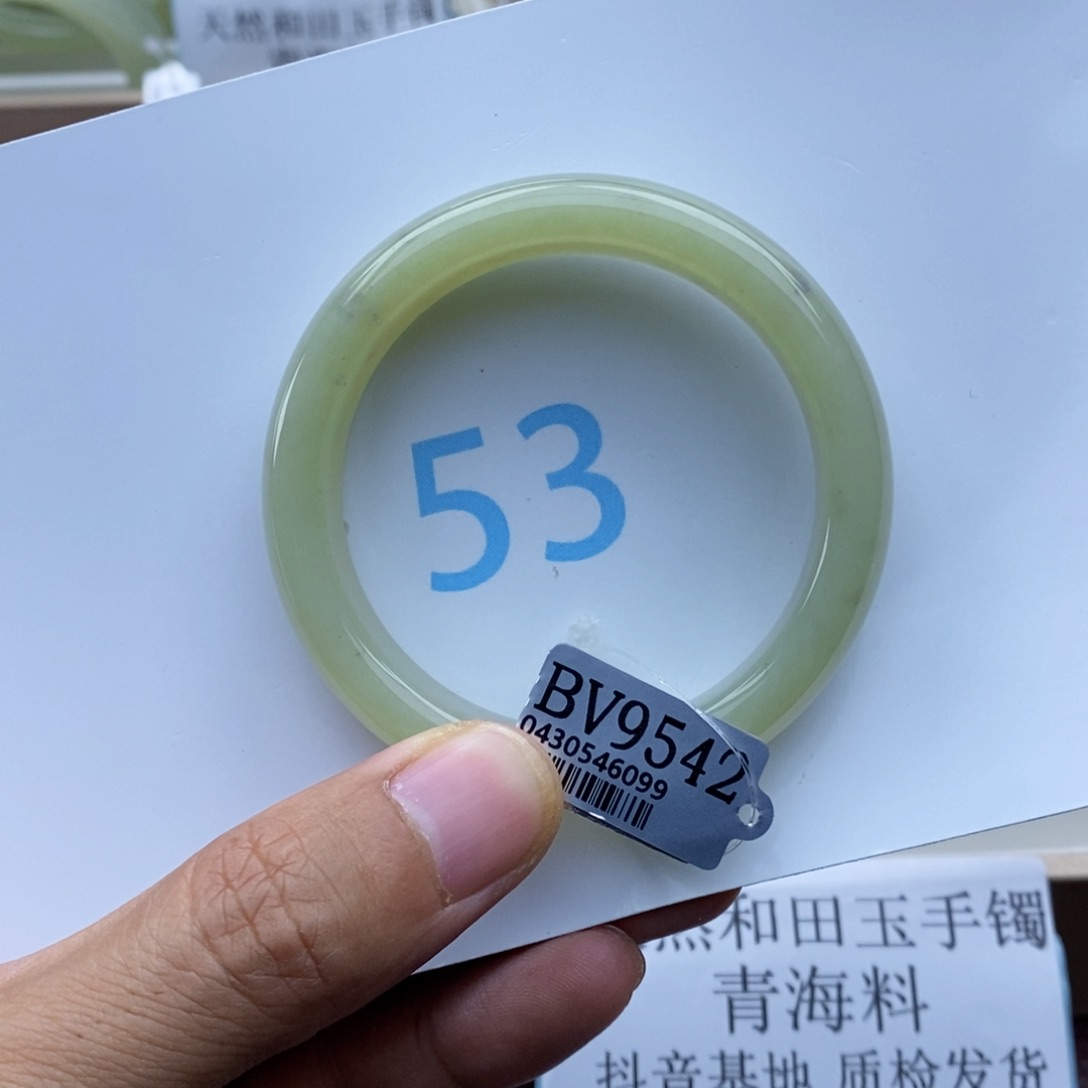 天然和田玉手镯
53
BV9542
0430546099
然和田玉手镯
青海料
抖音基地 质检发货